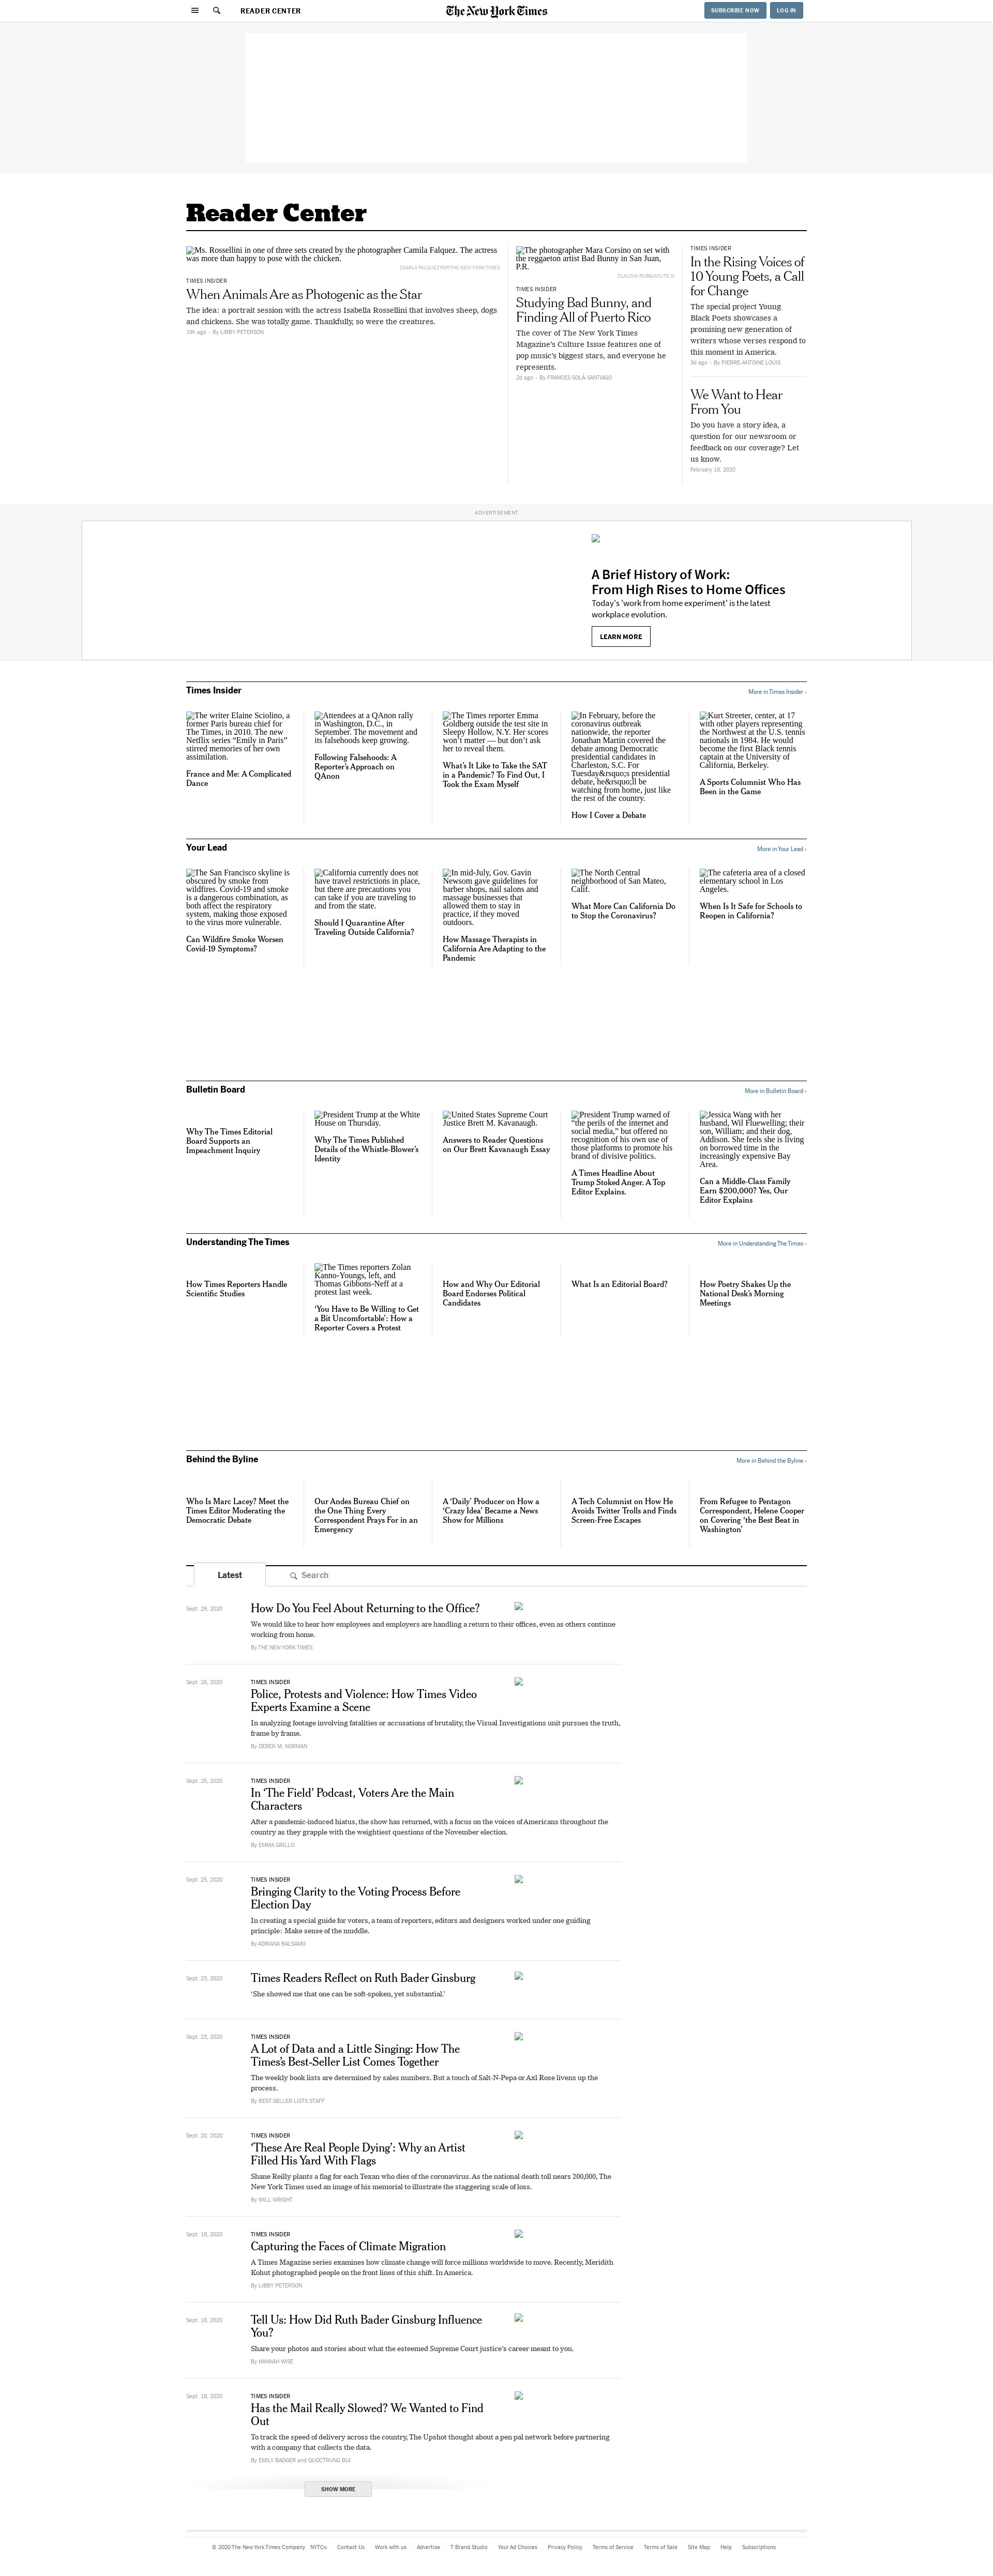 READER CENTER
The New York Times
SUBSCRIBE NOW
LOG IN
Reader Center
Ms. Rossellini in one of three sets created by the photographer Camila Falquez. The actress
was more than happy to pose with the chicken.
CAMILA FALQUEZ FOR THE NEW YORK TIMES
TIMES INSIDER
When Animals Are as Photogenic as the Star
The idea: a portrait session with the actress Isabella Rossellini that involves sheep, dogs
and chickens. She was totally game. Thankfully, so were the creatures.
19h ago - By LIBBY PETERSON
The photographer Mara Corsino on set with
the reggaeton artist Bad Bunny in San Juan,
P.R.
TIMES INSIDER
Studying Bad Bunny, and
Finding All of Puerto Rico
The cover of The New York Times
Magazine's Culture Issue features one of
pop music's biggest stars, and everyone he
represents.
2d ago - By FRANCES SOLÁ-SANTIAGO
TIMES INSIDER
In the Rising Voices of
10 Young Poets, a Call
for Change
The special project Young
Black Poets showcases a
promising new generation of
writers whose verses respond to
this moment in America.
3d ago - By PIERRE-ANTOINE LOUIS
We Want to Hear
From You
Do you have a story idea, a
question for our newsroom or
feedback on our coverage? Let
us know.
February 18, 2020
ADVERTISEMENT
A Brief History of Work:
From High Rises to Home Offices
Today's 'work from home experiment' is the latest
workplace evolution.
LEARN MORE
Times Insider
More in Times Insider ›
The writer Elaine Sciolino, a
former Paris bureau chief for
The Times, in 2010. The new
Netflix series “Emily in Paris”
stirred memories of her own
assimilation.
France and Me: A Complicated
Dance
Attendees at a QAnon rally
in Washington, D.C., in
September. The movement and
its falsehoods keep growing.
Following Falsehoods: A
Reporter's Approach on
QAnon
The Times reporter Emma
Goldberg outside the test site in
Sleepy Hollow, N.Y. Her scores
won't matter — but don't ask
her to reveal them.
What's It Like to Take the SAT
in a Pandemic? To Find Out, I
Took the Exam Myself
In February, before the
coronavirus outbreak
nationwide, the reporter
Jonathan Martin covered the
debate among Democratic
presidential candidates in
Charleston, S.C. For
Tuesday&rsquo;s presidential
debate, he&rsquo;ll be
watching from home, just like
the rest of the country.
How I Cover a Debate
Kurt Streeter, center, at 17
with other players representing
the Northwest at the U.S. tennis
nationals in 1984. He would
become the first Black tennis
captain at the University of
California, Berkeley.
A Sports Columnist Who Has
Been in the Game
Your Lead
More in Your Lead ›
The San Francisco skyline is
obscured by smoke from
wildfires. Covid-19 and smoke
is a dangerous combination, as
both affect the respiratory
system, making those exposed
to the virus more vulnerable.
Can Wildfire Smoke Worsen
Covid-19 Symptoms?
California currently does not
have travel restrictions in place,
but there are precautions you
can take if you are traveling to
and from the state.
Should I Quarantine After
Traveling Outside California?
In mid-July, Gov. Gavin
Newsom gave guidelines for
barber shops, nail salons and
massage businesses that
allowed them to stay in
practice, if they moved
outdoors.
How Massage Therapists in
California Are Adapting to the
Pandemic
The North Central
neighborhood of San Mateo,
Calif.
What More Can California Do
to Stop the Coronavirus?
The cafeteria area of a closed
elementary school in Los
Angeles.
When Is It Safe for Schools to
Reopen in California?
Bulletin Board
More in Bulletin Board ›
Why The Times Editorial
Board Supports an
Impeachment Inquiry
President Trump at the White
House on Thursday.
Why The Times Published
Details of the Whistle-Blower's
Identity
United States Supreme Court
Justice Brett M. Kavanaugh.
Answers to Reader Questions
on Our Brett Kavanaugh Essay
President Trump warned of
“the perils of the internet and
social media,” but offered no
recognition of his own use of
those platforms to promote his
brand of divisive politics.
A Times Headline About
Trump Stoked Anger. A Top
Editor Explains.
Jessica Wang with her
husband, Wil Fluewelling; their
son, William; and their dog,
Addison. She feels she is living
on borrowed time in the
increasingly expensive Bay
Area.
Can a Middle-Class Family
Earn $200,000? Yes, Our
Editor Explains
Understanding The Times
More in Understanding The Times ›
How Times Reporters Handle
Scientific Studies
The Times reporters Zolan
Kanno-Youngs, left, and
Thomas Gibbons-Neff at a
protest last week.
‘You Have to Be Willing to Get
a Bit Uncomfortable’: How a
Reporter Covers a Protest
How and Why Our Editorial
Board Endorses Political
Candidates
What Is an Editorial Board?
How Poetry Shakes Up the
National Desk's Morning
Meetings
Behind the Byline
More in Behind the Byline ›
Who Is Marc Lacey? Meet the
Times Editor Moderating the
Democratic Debate
Our Andes Bureau Chief on
the One Thing Every
Correspondent Prays For in an
Emergency
A ‘Daily’ Producer on How a
‘Crazy Idea’ Became a News
Show for Millions
A Tech Columnist on How He
Avoids Twitter Trolls and Finds
Screen-Free Escapes
From Refugee to Pentagon
Correspondent, Helene Cooper
on Covering ‘the Best Beat in
Washington’
Latest
Search
Sept. 29, 2020
How Do You Feel About Returning to the Office?
We would like to hear how employees and employers are handling a return to their offices, even as others continue
working from home.
By THE NEW YORK TIMES
Sept. 26, 2020
TIMES INSIDER
Police, Protests and Violence: How Times Video
Experts Examine a Scene
In analyzing footage involving fatalities or accusations of brutality, the Visual Investigations unit pursues the truth,
frame by frame.
By DEREK M. NORMAN
Sept. 25, 2020
TIMES INSIDER
In ‘The Field’ Podcast, Voters Are the Main
Characters
After a pandemic-induced hiatus, the show has returned, with a focus on the voices of Americans throughout the
country as they grapple with the weightiest questions of the November election.
By EMMA GRILLO
Sept. 25, 2020
TIMES INSIDER
Bringing Clarity to the Voting Process Before
Election Day
In creating a special guide for voters, a team of reporters, editors and designers worked under one guiding
principle: Make sense of the muddle.
By ADRIANA BALSAMO
Sept. 23, 2020
Times Readers Reflect on Ruth Bader Ginsburg
‘She showed me that one can be soft-spoken, yet substantial.’
Sept. 23, 2020
TIMES INSIDER
A Lot of Data and a Little Singing: How The
Times's Best-Seller List Comes Together
The weekly book lists are determined by sales numbers. But a touch of Salt-N-Pepa or Axl Rose livens up the
process.
By BEST-SELLER LISTS STAFF
Sept. 20, 2020
TIMES INSIDER
‘These Are Real People Dying’: Why an Artist
Filled His Yard With Flags
Shane Reilly plants a flag for each Texan who dies of the coronavirus. As the national death toll nears 200,000, The
New York Times used an image of his memorial to illustrate the staggering scale of loss.
By WILL WRIGHT
Sept. 19, 2020
TIMES INSIDER
Capturing the Faces of Climate Migration
A Times Magazine series examines how climate change will force millions worldwide to move. Recently, Meridith
Kohut photographed people on the front lines of this shift. In America.
By LIBBY PETERSON
Sept. 18, 2020
Tell Us: How Did Ruth Bader Ginsburg Influence
You?
Share your photos and stories about what the esteemed Supreme Court justice's career meant to you.
By HANNAH WISE
Sept. 18, 2020
TIMES INSIDER
Has the Mail Really Slowed? We Wanted to Find
Out
To track the speed of delivery across the country, The Upshot thought about a pen pal network before partnering
with a company that collects the data.
By EMILY BADGER and QUOCTRUNG BUI
SHOW MORE
© 2020 The New York Times Company NYTCo Contact Us Work with us Advertise T Brand Studio Your Ad Choices Privacy Policy Terms of Service Terms of Sale Site Map Help Subscriptions